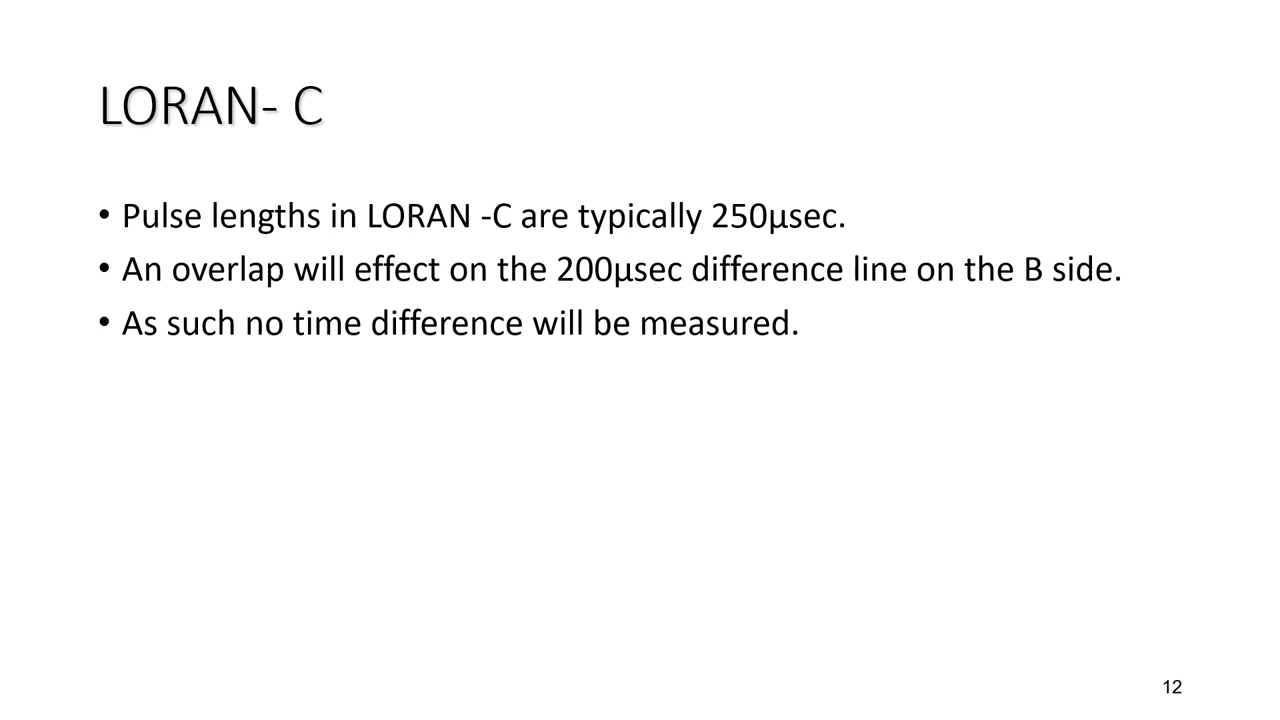 LORAN- C
• Pulse lengths in LORAN -C are typically 250µsec.
• An overlap will effect on the 200µsec difference line on the B side.
• As such no time difference will be measured.
12